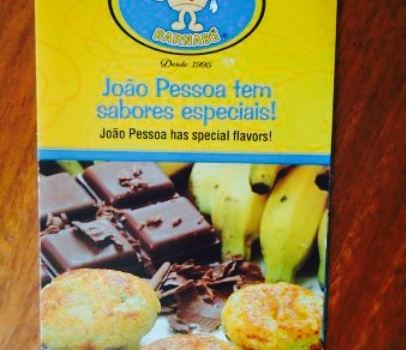 BARNABÉ
Desde 1995
João Pessoa tem
sabores especiais!
João Pessoa has special flavors!